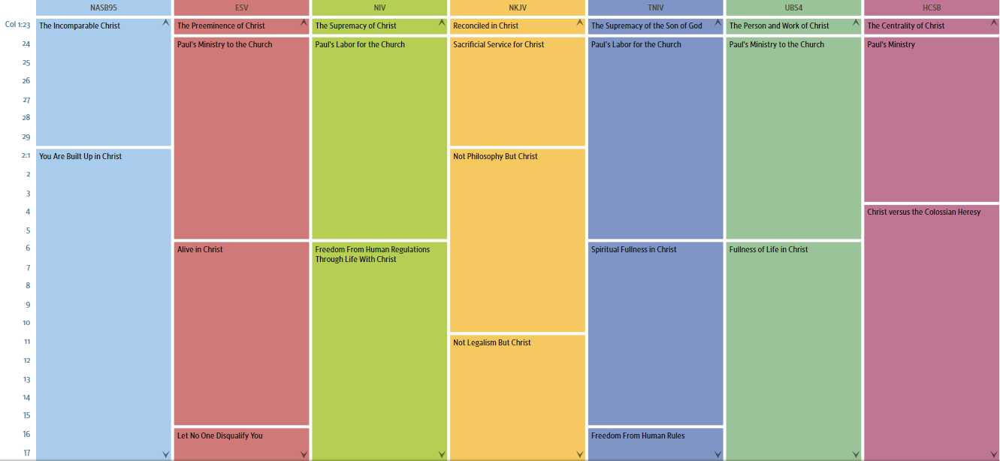 NASB95 ESV NIV NKJV TNIV UBS4 HCSB
Col 1:23 The Incomparable Christ The Preeminence of Christ The Supremacy of Christ Reconciled in Christ The Supremacy of the Son of God The Person and Work of Christ The Centrality of Christ
24 Paul's Ministry to the Church Paul's Labor for the Church Sacrificial Service for Christ Paul's Labor for the Church Paul's Ministry to the Church Paul's Ministry
25
26
27
28
29
2:1 You Are Built Up in Christ Not Philosophy But Christ
2
3
4 Christ versus the Colossian Heresy
5
6 Alive in Christ Freedom From Human Regulations Spiritual Fullness in Christ Fullness of Life in Christ
Through Life With Christ
7
8
9
10
11 Not Legalism But Christ
12
13
14
15
16 Let No One Disqualify You Freedom From Human Rules
17